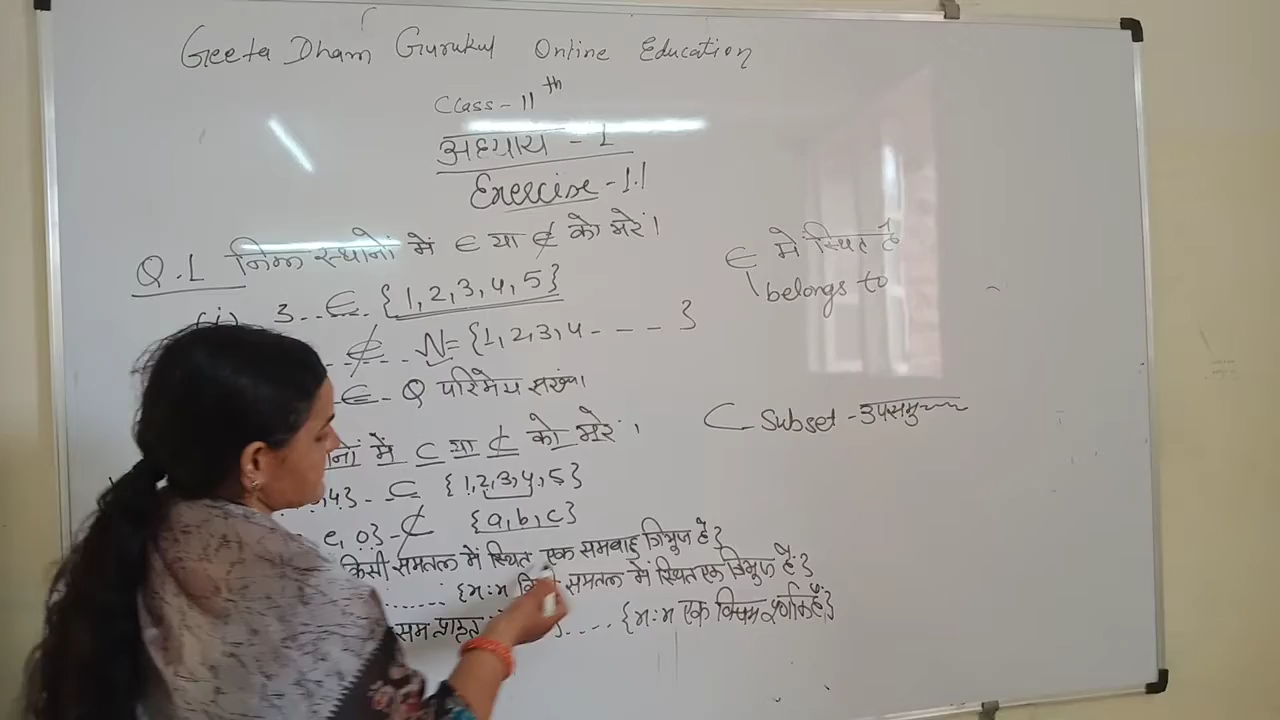 Geeta Dham Gurukul Online Education
Class - 11th
अध्याय - 1
Exercise - 1.1
Q.1 निम्न स्थानों में ∈ या ∉ को भरें।
(i) 3 . . ∈ . . {1, 2, 3, 4, 5}
∉ . . . N = {1, 2, 3, 4 - - - }
∈ - Q परिमेय संख्या
में ⊂ या ⊄ को भरें।
,4} - ⊂ {1, 2, 3, 4, 5}
e, o} - ⊄ {a, b, c}
किसी समतल में स्थित एक समबाहु त्रिभुज है}
. . . . . . {x : x समतल में स्थित एक त्रिभुज है}
सम . . . . {x : x एक विषम है}
∈ में स्थित है
belongs to
⊂ Subset -